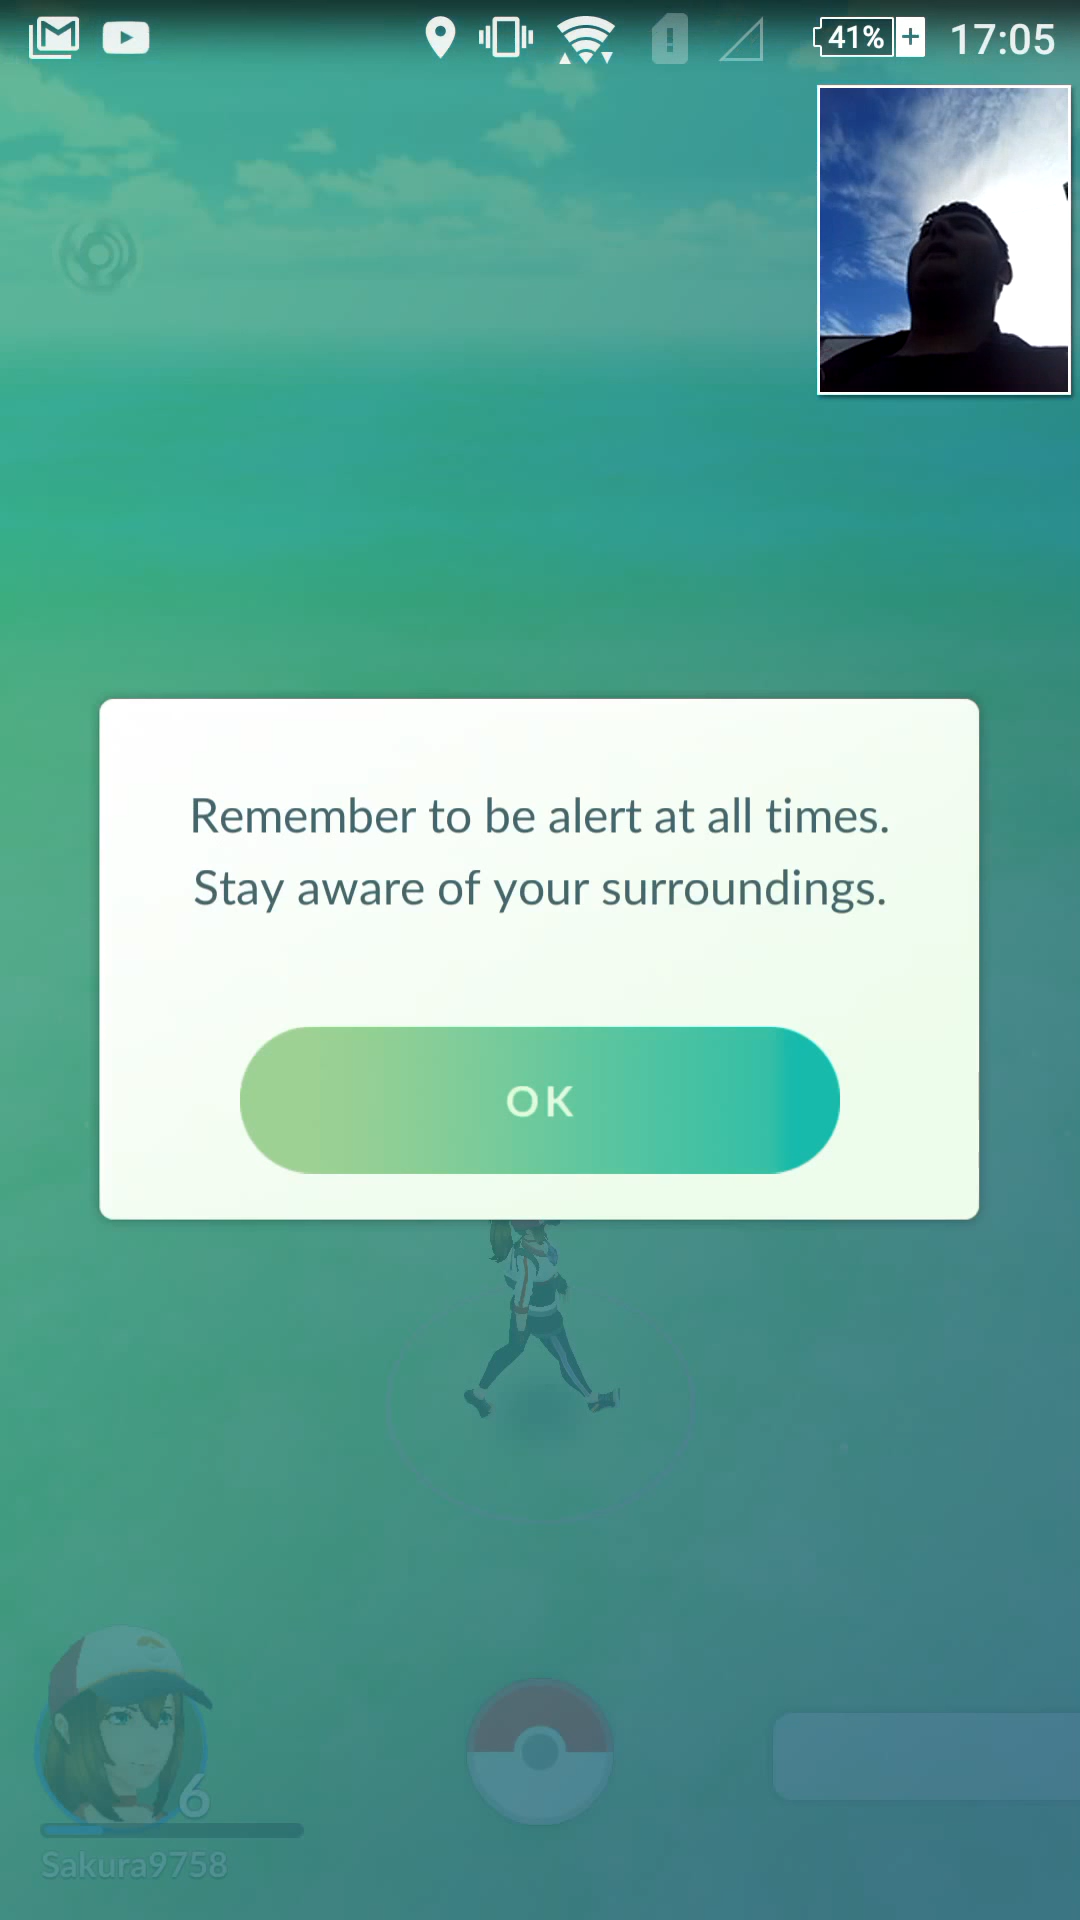 41% 17:05
Remember to be alert at all times.
Stay aware of your surroundings.
OK
6
Sakura9758